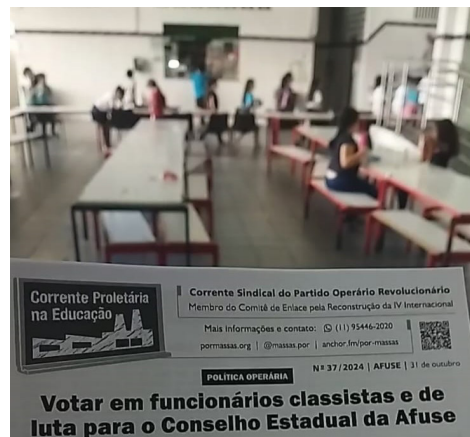 Corrente Proletária
na Educação
Corrente Sindical do Partido Operário Revolucionário
Membro do Comitê de Enlace pela Reconstrução da IV Internacional
Mais informações e contato: (11) 95446-2020
pormassas.org | @massas.por | anchor.fm/por-massas
Nº 37/2024 | AFUSE | 31 de outubro
POLÍTICA OPERÁRIA
Votar em funcionários classistas e de
luta para o Conselho Estadual da Afuse